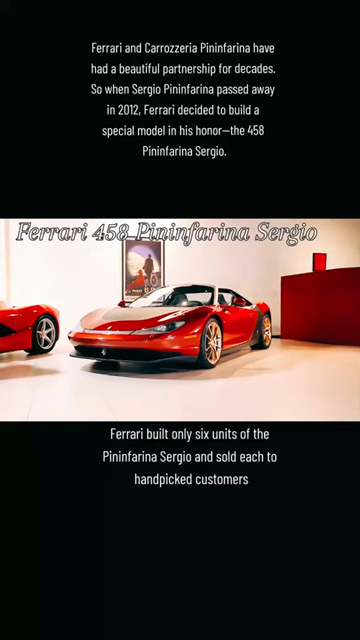 Ferrari and Carrozzeria Pininfarina have
had a beautiful partnership for decades.
So when Sergio Pininfarina passed away
in 2012, Ferrari decided to build a
special model in his honor—the 458
Pininfarina Sergio.
Ferrari 458 Pininfarina Sergio
Ferrari built only six units of the
Pininfarina Sergio and sold each to
handpicked customers